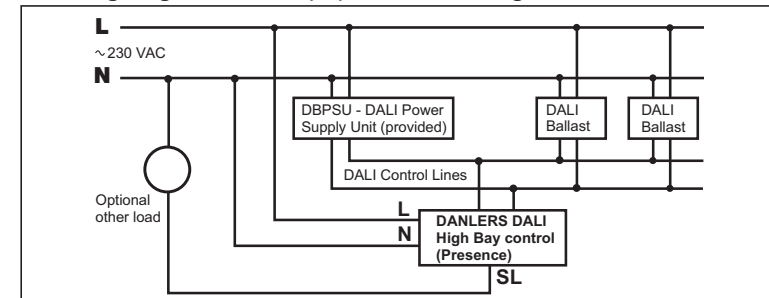 L
~230 VAC
N
DBPSU - DALI Power
Supply Unit (provided)
DALI
Ballast
DALI
Ballast
DALI Control Lines
Optional
other load
L
N
DANLERS DALI
High Bay control
(Presence)
SL